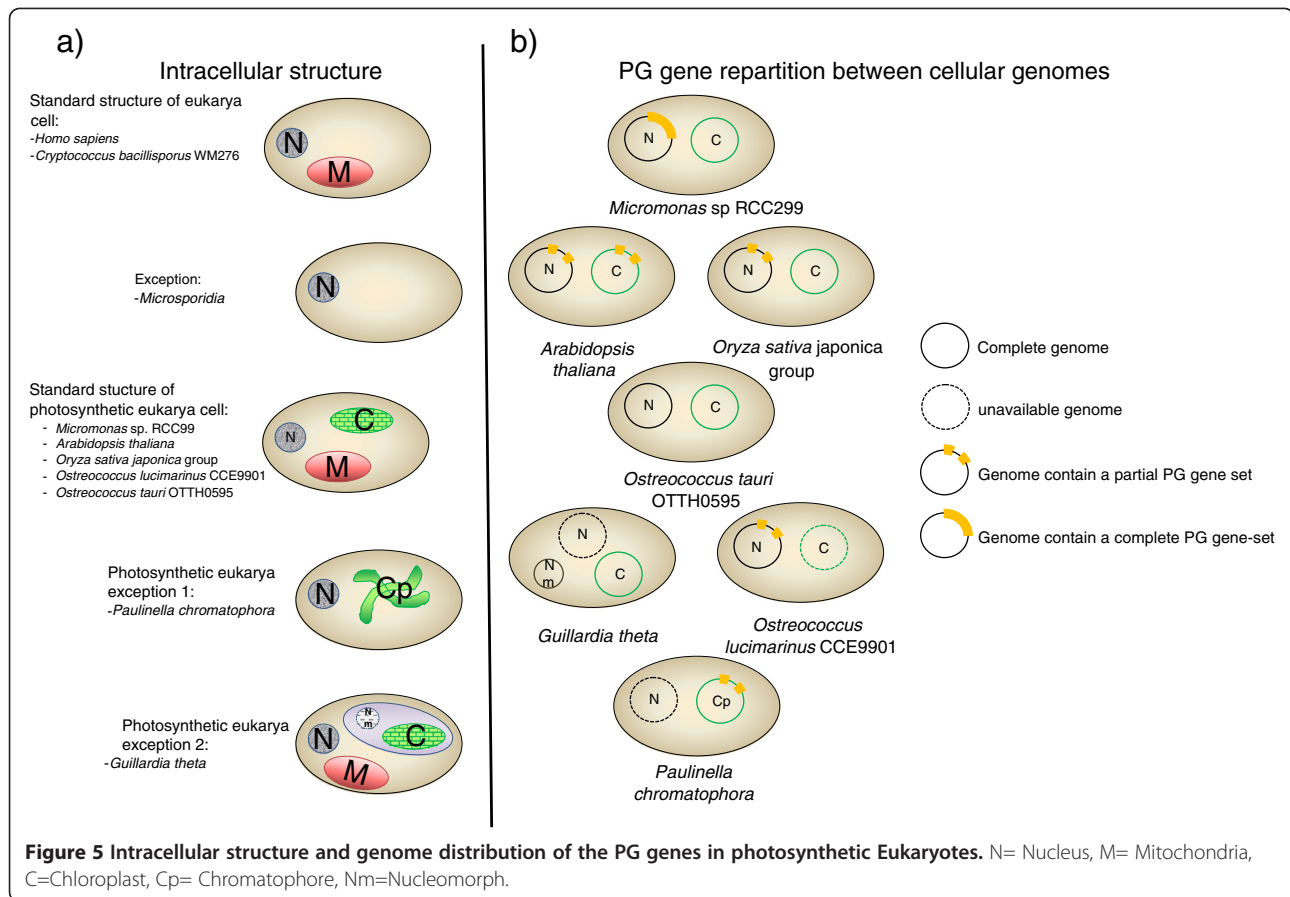 a)
Intracellular structure
Standard structure of eukarya
cell:
-Homo sapiens
-Cryptococcus bacillisporus WM276
N
M
Exception:
-Microsporidia
N
Standard stucture of
photosynthetic eukarya cell:
- Micromonas sp. RCC99
- Arabidopsis thaliana
- Oryza sativa japonica group
- Ostreococcus lucimarinus CCE9901
- Ostreococcus tauri OTTH0595
C
N
M
Photosynthetic eukarya
exception 1:
-Paulinella chromatophora
N
Cp
Photosynthetic eukarya
exception 2:
-Guillardia theta
N
m
N
C
M
b)
PG gene repartition between cellular genomes
N
C
Micromonas sp RCC299
N
C
N
C
Arabidopsis
thaliana
Oryza sativa japonica
group
N
C
Ostreococcus tauri
OTTH0595
N
N
m
C
N
C
Guillardia theta
Ostreococcus
lucimarinus CCE9901
N
Cp
Paulinella
chromatophora
Complete genome
unavailable genome
Genome contain a partial PG gene set
Genome contain a complete PG gene-set
Figure 5 Intracellular structure and genome distribution of the PG genes in photosynthetic Eukaryotes. N= Nucleus, M= Mitochondria,
C=Chloroplast, Cp= Chromatophore, Nm=Nucleomorph.